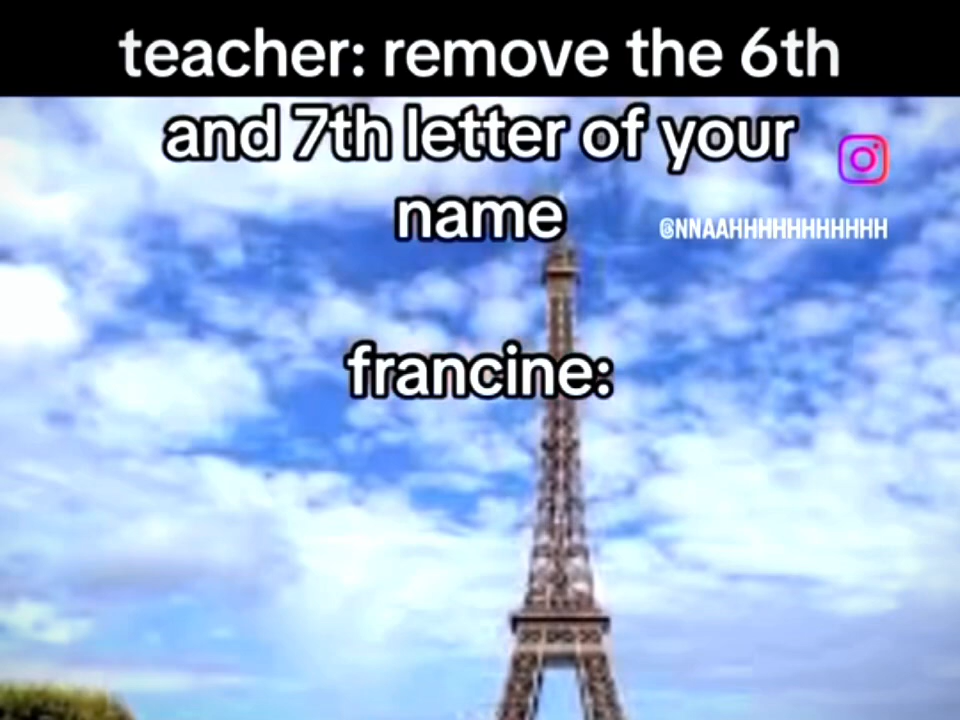 teacher: remove the 6th
and 7th letter of your
name
@NNAAHHHHHHHHHHHH
francine: